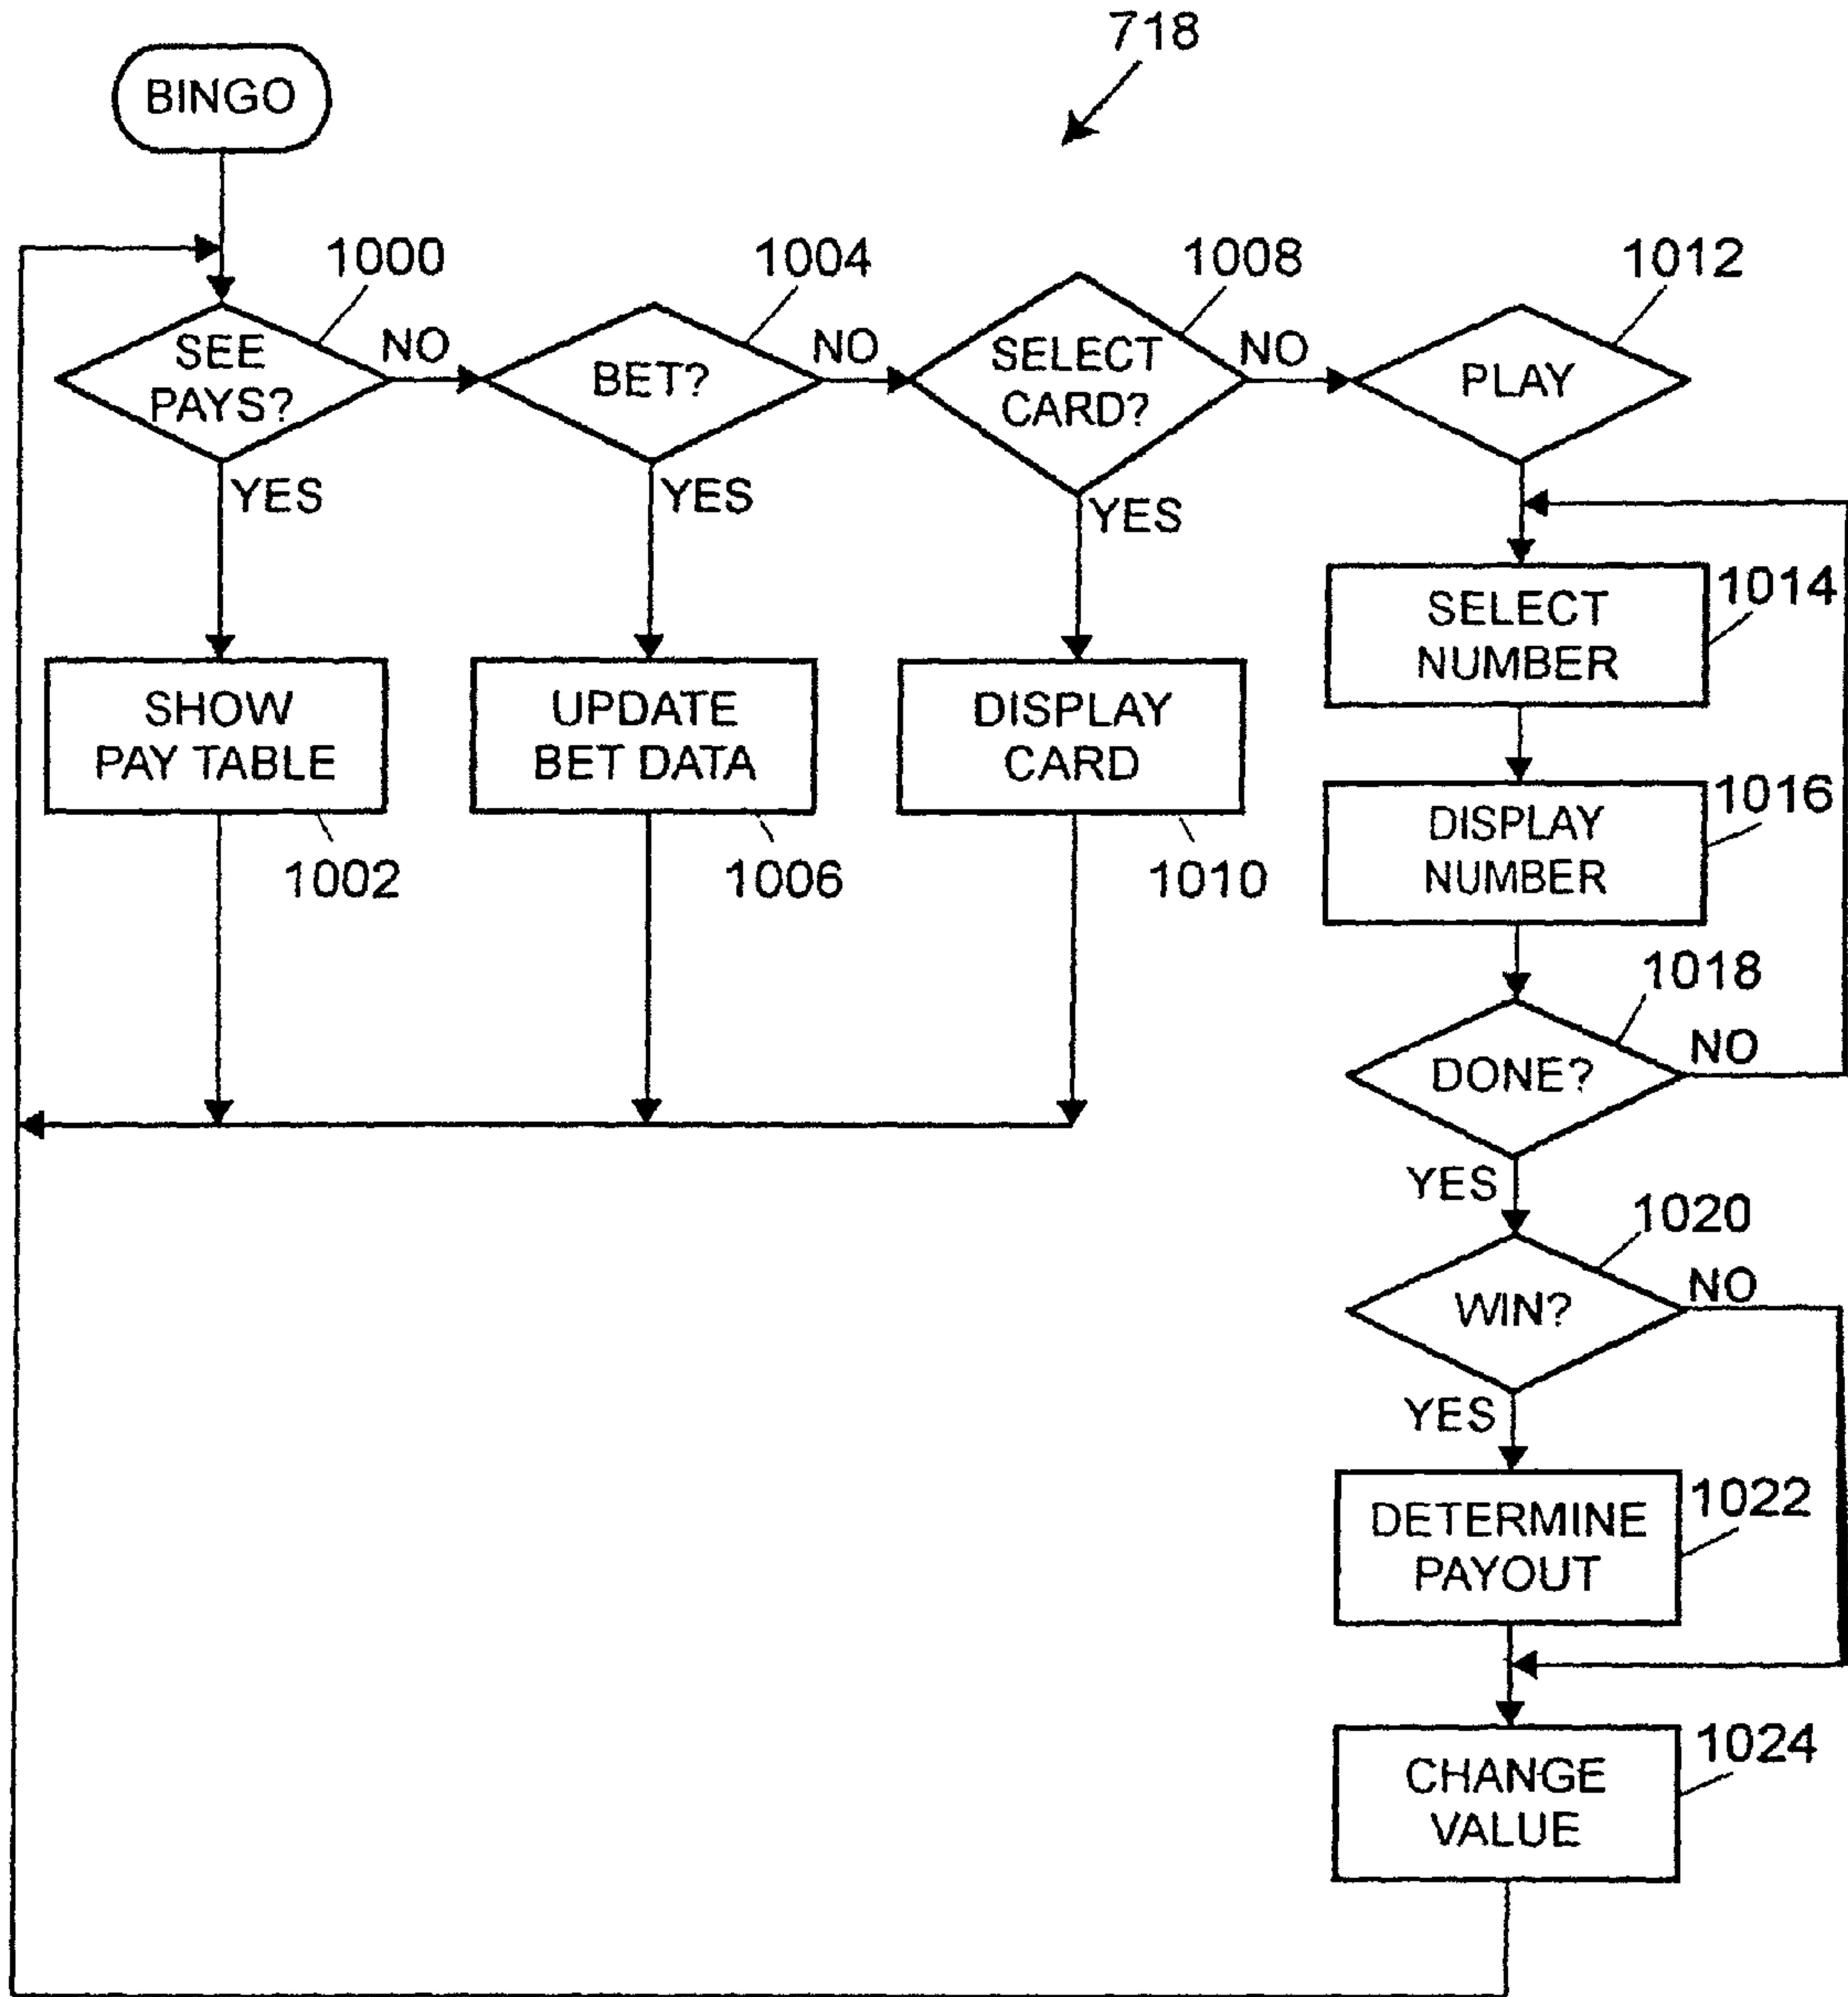 718
BINGO
1000
1004
1008
1012
SEE
PAYS?
NO
BET?
NO
SELECT
CARD?
NO
PLAY
YES
YES
YES
SELECT
NUMBER
1014
SHOW
PAY TABLE
1002
UPDATE
BET DATA
1006
DISPLAY
CARD
1010
DISPLAY
NUMBER
1016
1018
DONE?
NO
YES
1020
WIN?
NO
YES
DETERMINE
PAYOUT
1022
CHANGE
VALUE
1024